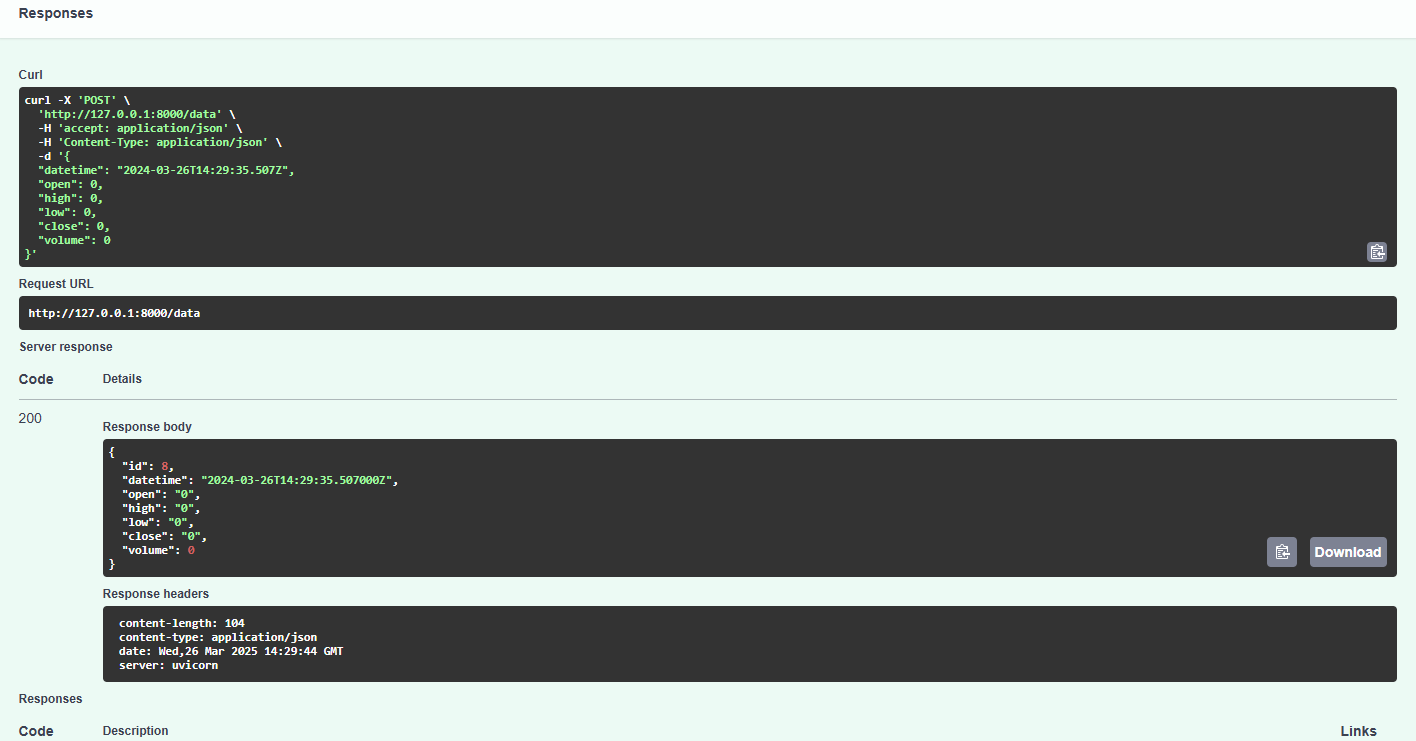 Responses
Curl
curl -X 'POST' \
  'http://127.0.0.1:8000/data' \
  -H 'accept: application/json' \
  -H 'Content-Type: application/json' \
  -d '{
  "datetime": "2024-03-26T14:29:35.507Z",
  "open": 0,
  "high": 0,
  "low": 0,
  "close": 0,
  "volume": 0
}'
Request URL
http://127.0.0.1:8000/data
Server response
Code Details
200
Response body
{
  "id": 8,
  "datetime": "2024-03-26T14:29:35.507000Z",
  "open": "0",
  "high": "0",
  "low": "0",
  "close": "0",
  "volume": 0
}
Download
Response headers
content-length: 104
content-type: application/json
date: Wed,26 Mar 2025 14:29:44 GMT
server: uvicorn
Responses
Code Description Links